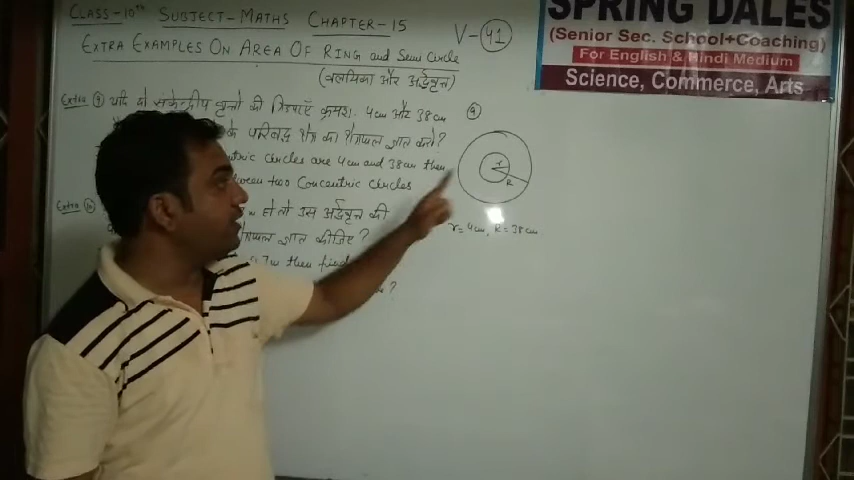 CLASS-10th SUBJECT-MATHS CHAPTER-15
V-41
EXTRA EXAMPLES ON AREA OF RING and Semi Circle
(वलयिका और अर्द्धवृत्त)
SPRING DALES
(Senior Sec. School+Coaching)
For English & Hindi Medium
Science, Commerce, Arts
Extra 9 यदि दो संकेन्द्रीय वृत्तों की त्रिज्याएँ क्रमशः 4cm और 38cm
के परिबद्ध क्षेत्र का क्षेत्रफल ज्ञात करो?
circles are 4cm and 38cm then
two Concentric circles
Extra 10 हो तो उस अर्द्धवृत्त की
ज्ञात कीजिए?
then find
?
9
r
R
r=4cm, R=38cm